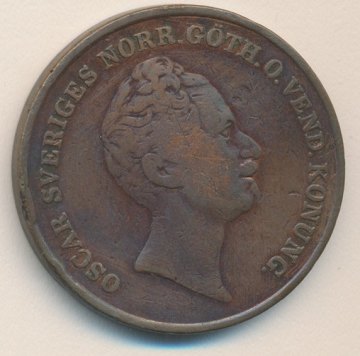 OSCAR SVERIGES NORR. GÖTH. O. VEND. KONUNG.